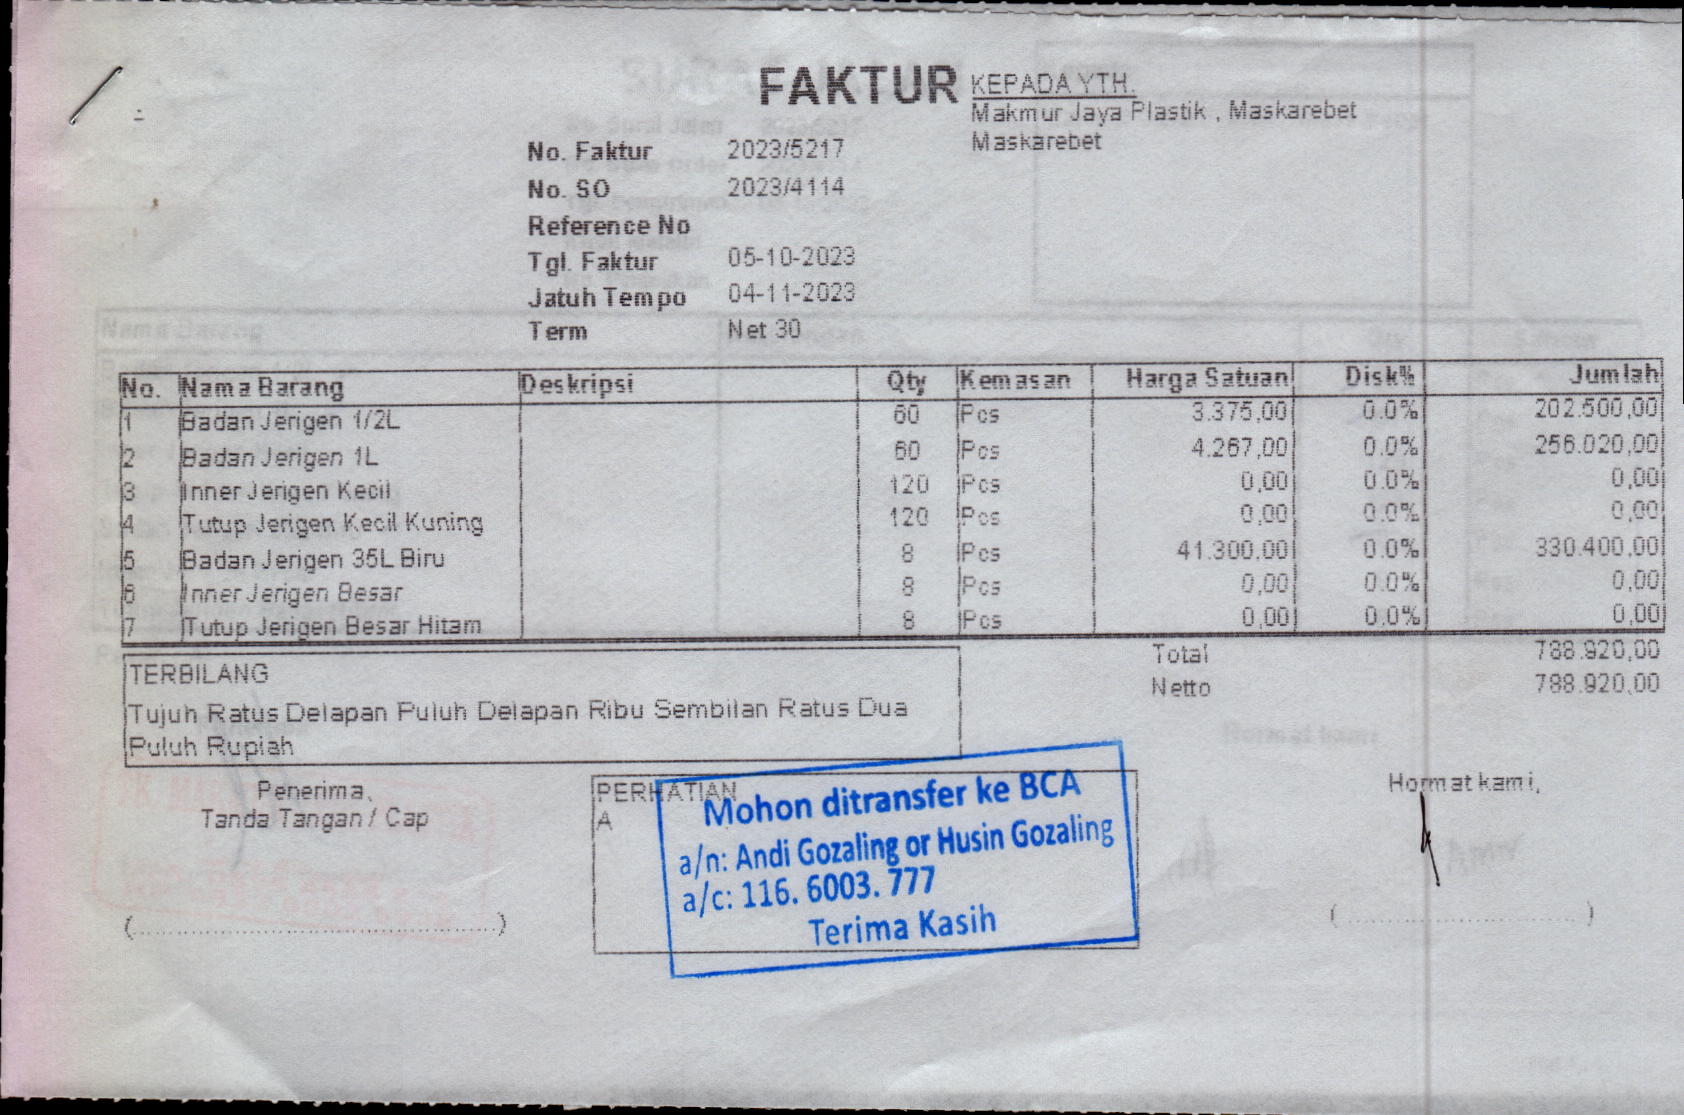 FAKTUR
KEPADA YTH.
Makmur Jaya Plastik , Maskarebet
Maskarebet
No. Faktur 2023/5217
No. SO 2023/4114
Reference No
Tgl. Faktur 05-10-2023
Jatuh Tempo 04-11-2023
Term Net 30
No. Nama Barang Deskripsi Qty Kemasan Harga Satuan Disk% Jumlah
1 Badan Jerigen 1/2L 60 Pcs 3.375,00 0.0% 202.500,00
2 Badan Jerigen 1L 60 Pcs 4.267,00 0.0% 256.020,00
3 Inner Jerigen Kecil 120 Pcs 0,00 0.0% 0,00
4 Tutup Jerigen Kecil Kuning 120 Pcs 0,00 0.0% 0,00
5 Badan Jerigen 35L Biru 8 Pcs 41.300,00 0.0% 330.400,00
6 Inner Jerigen Besar 8 Pcs 0,00 0.0% 0,00
7 Tutup Jerigen Besar Hitam 8 Pcs 0,00 0.0% 0,00
Total 788.920,00
Netto 788.920,00
TERBILANG
Tujuh Ratus Delapan Puluh Delapan Ribu Sembilan Ratus Dua
Puluh Rupiah
Penerima,
Tanda Tangan / Cap
(..................................................)
PERHATIAN
A
Mohon ditransfer ke BCA
a/n: Andi Gozaling or Husin Gozaling
a/c: 116. 6003. 777
Terima Kasih
Hormat kami,
(..................................)